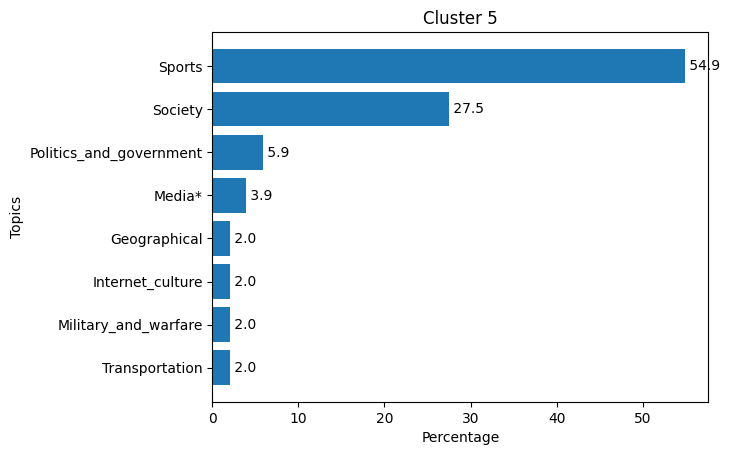 Cluster 5
Topics
Sports 54.9
Society 27.5
Politics_and_government 5.9
Media* 3.9
Geographical 2.0
Internet_culture 2.0
Military_and_warfare 2.0
Transportation 2.0
0 10 20 30 40 50
Percentage